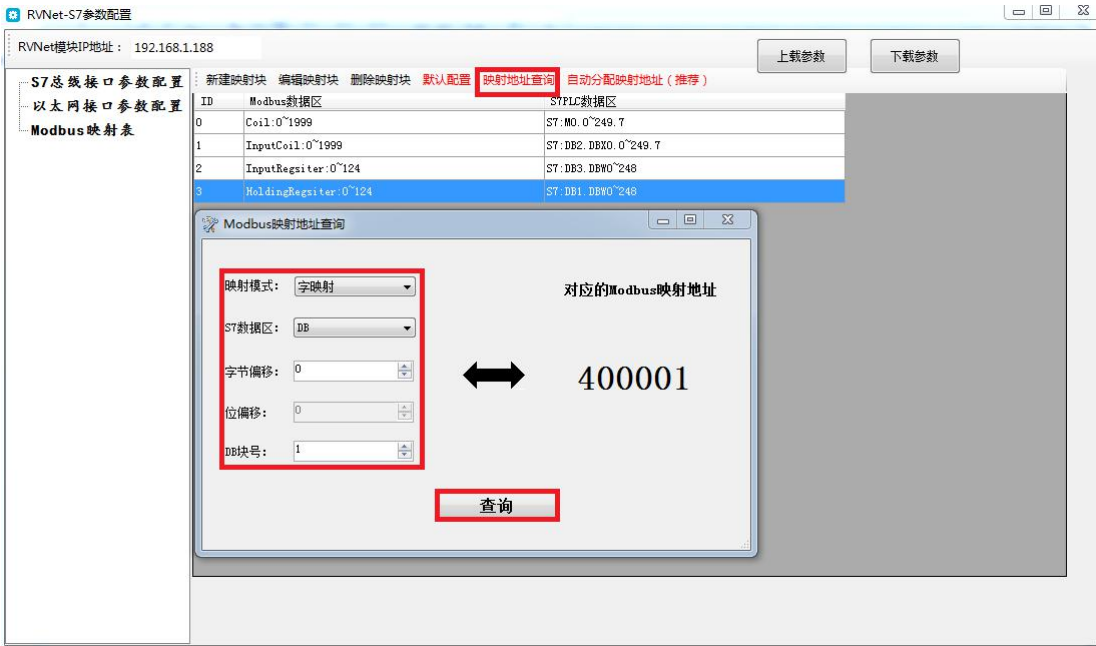 RVNet-S7参数配置
RVNet模块IP地址： 192.168.1.188
上载参数 下载参数
S7总线接口参数配置
以太网接口参数配置
Modbus映射表
新建映射块 编辑映射块 删除映射块 默认配置 映射地址查询 自动分配映射地址（推荐）
ID Modbus数据区 S7PLC数据区
0 Coil:0~1999 S7:M0.0~249.7
1 InputCoil:0~1999 S7:DB2.DBX0.0~249.7
2 InputRegsiter:0~124 S7:DB3.DBW0~248
3 HoldingRegsiter:0~124 S7:DB1.DBW0~248
Modbus映射地址查询
映射模式： 字映射
对应的Modbus映射地址
S7数据区： DB
字节偏移： 0
400001
位偏移： 0
DB块号： 1
查询